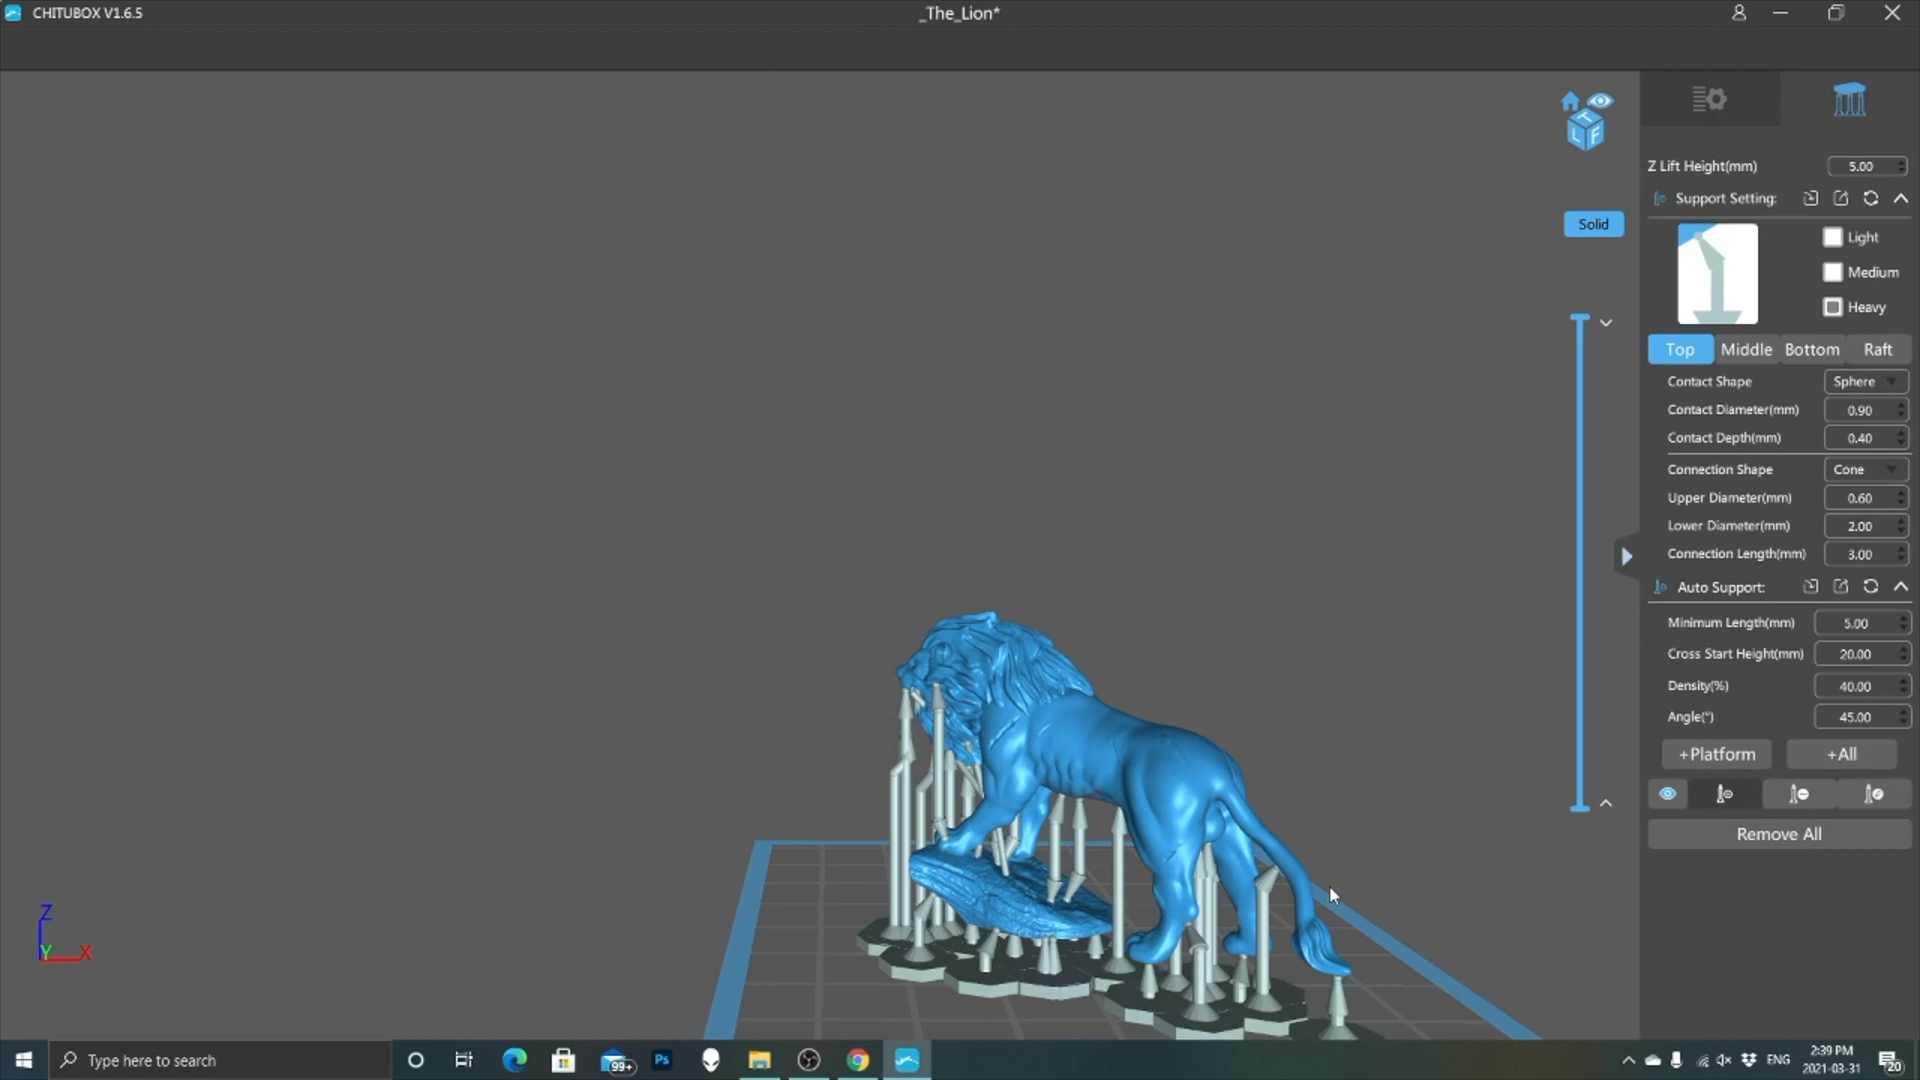 CHITUBOX V1.6.5
_The_Lion*
T
L F
Solid
Z Lift Height(mm) 5.00
Support Setting:
Light
Medium
Heavy
Top Middle Bottom Raft
Contact Shape Sphere
Contact Diameter(mm) 0.90
Contact Depth(mm) 0.40
Connection Shape Cone
Upper Diameter(mm) 0.60
Lower Diameter(mm) 2.00
Connection Length(mm) 3.00
Auto Support:
Minimum Length(mm) 5.00
Cross Start Height(mm) 20.00
Density(%) 40.00
Angle(°) 45.00
+Platform +All
Remove All
Z
Y X
Type here to search
99+
Ps
ENG
2:39 PM
2021-03-31
20